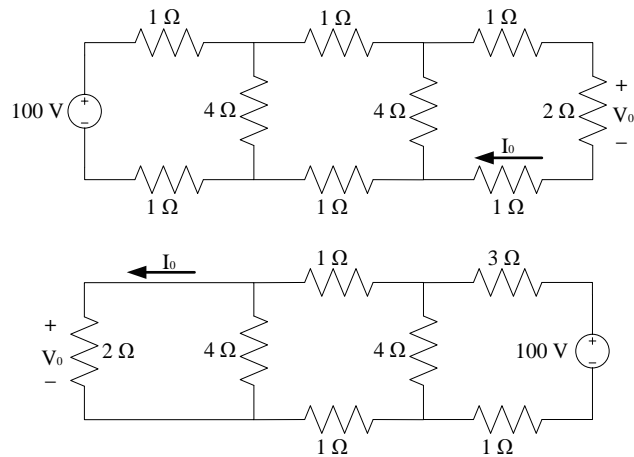 1 Ω 1 Ω 1 Ω
100 V + − 4 Ω 4 Ω 2 Ω + V₀ −
I₀
1 Ω 1 Ω 1 Ω
I₀ 1 Ω 3 Ω
+ V₀ − 2 Ω 4 Ω 4 Ω 100 V + −
1 Ω 1 Ω